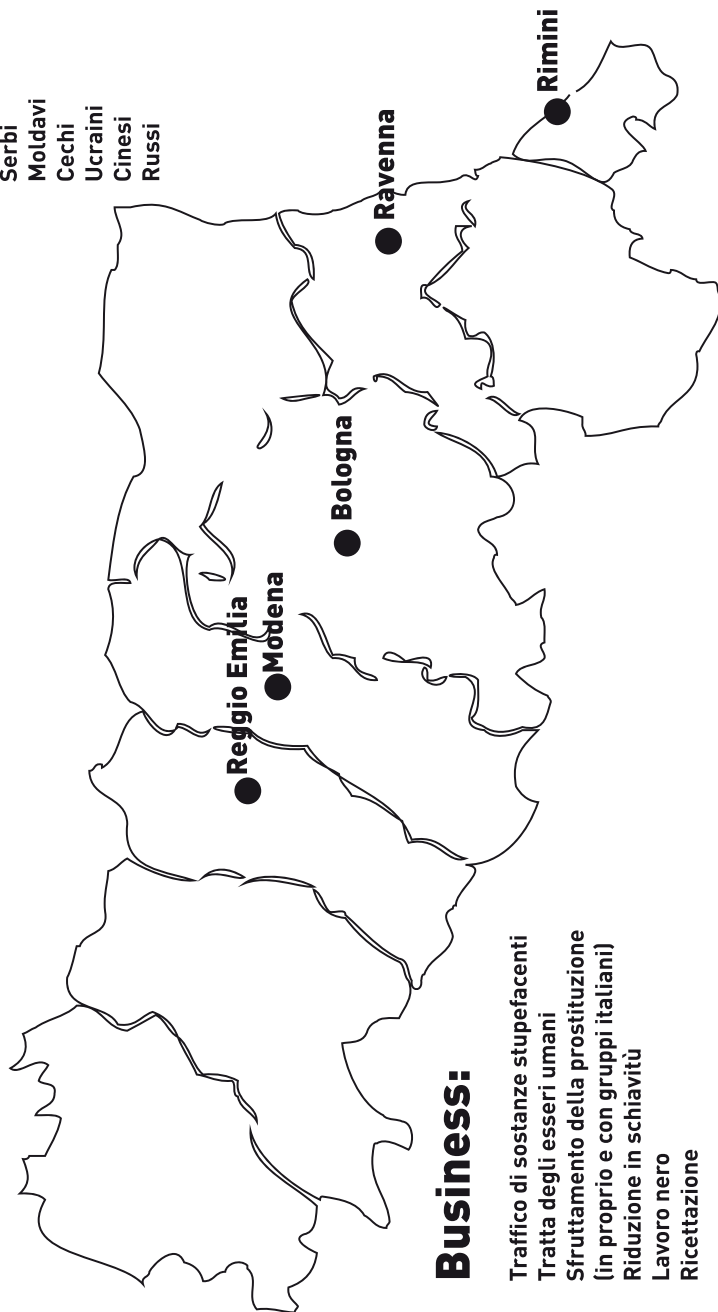 Serbi
Moldavi
Cechi
Ucraini
Cinesi
Russi
Rimini
Ravenna
Bologna
Reggio Emilia
Modena
Business:
Traffico di sostanze stupefacenti
Tratta degli esseri umani
Sfruttamento della prostituzione
(in proprio e con gruppi italiani)
Riduzione in schiavitù
Lavoro nero
Ricettazione